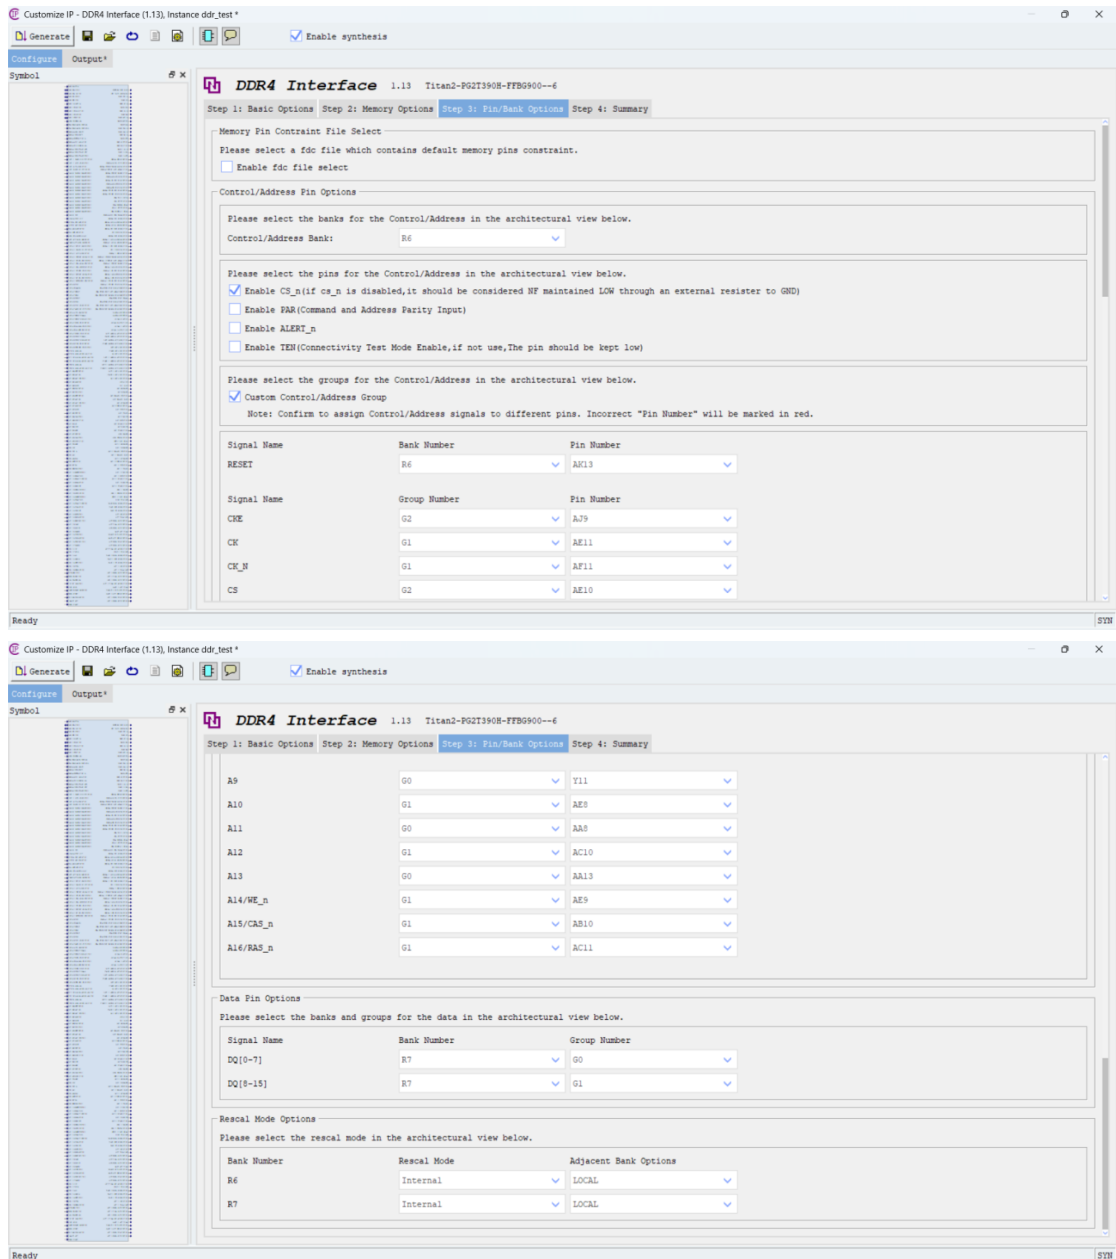 Customize IP - DDR4 Interface (1.13), Instance ddr_test *
Generate
Enable synthesis
Configure Output*
Symbol
DDR4 Interface 1.13 Titan2-PG2T390H-FFBG900--6
Step 1: Basic Options Step 2: Memory Options Step 3: Pin/Bank Options Step 4: Summary
Memory Pin Contraint File Select
Please select a fdc file which contains default memory pins constraint.
Enable fdc file select
Control/Address Pin Options
Please select the banks for the Control/Address in the architectural view below.
Control/Address Bank: R6
Please select the pins for the Control/Address in the architectural view below.
Enable CS_n(if cs_n is disabled,it should be considered NF maintained LOW through an external resister to GND)
Enable PAR(Command and Address Parity Input)
Enable ALERT_n
Enable TEN(Connectivity Test Mode Enable,if not use,The pin should be kept low)
Please select the groups for the Control/Address in the architectural view below.
Custom Control/Address Group
Note: Confirm to assign Control/Address signals to different pins. Incorrect "Pin Number" will be marked in red.
Signal Name Bank Number Pin Number
RESET R6 AK13
Signal Name Group Number Pin Number
CKE G2 AJ9
CK G1 AE11
CK_N G1 AF11
CS G2 AE10
Ready SYN
Customize IP - DDR4 Interface (1.13), Instance ddr_test *
Generate
Enable synthesis
Configure Output*
Symbol
DDR4 Interface 1.13 Titan2-PG2T390H-FFBG900--6
Step 1: Basic Options Step 2: Memory Options Step 3: Pin/Bank Options Step 4: Summary
A9 G0 Y11
A10 G1 AE8
A11 G0 AA8
A12 G1 AC10
A13 G0 AA13
A14/WE_n G1 AE9
A15/CAS_n G1 AB10
A16/RAS_n G1 AC11
Data Pin Options
Please select the banks and groups for the data in the architectural view below.
Signal Name Bank Number Group Number
DQ[0-7] R7 G0
DQ[8-15] R7 G1
Rescal Mode Options
Please select the rescal mode in the architectural view below.
Bank Number Rescal Mode Adjacent Bank Options
R6 Internal LOCAL
R7 Internal LOCAL
Ready SYN